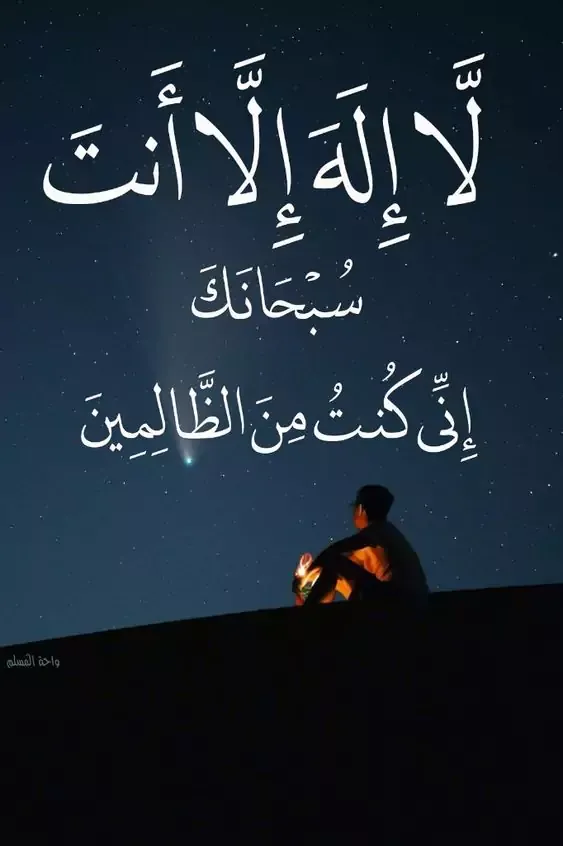 لَّا إِلَهَ إِلَّا أَنتَ
سُبْحَانَكَ
إِنِّى كُنتُ مِنَ الظَّالِمِينَ
واحة المسلم